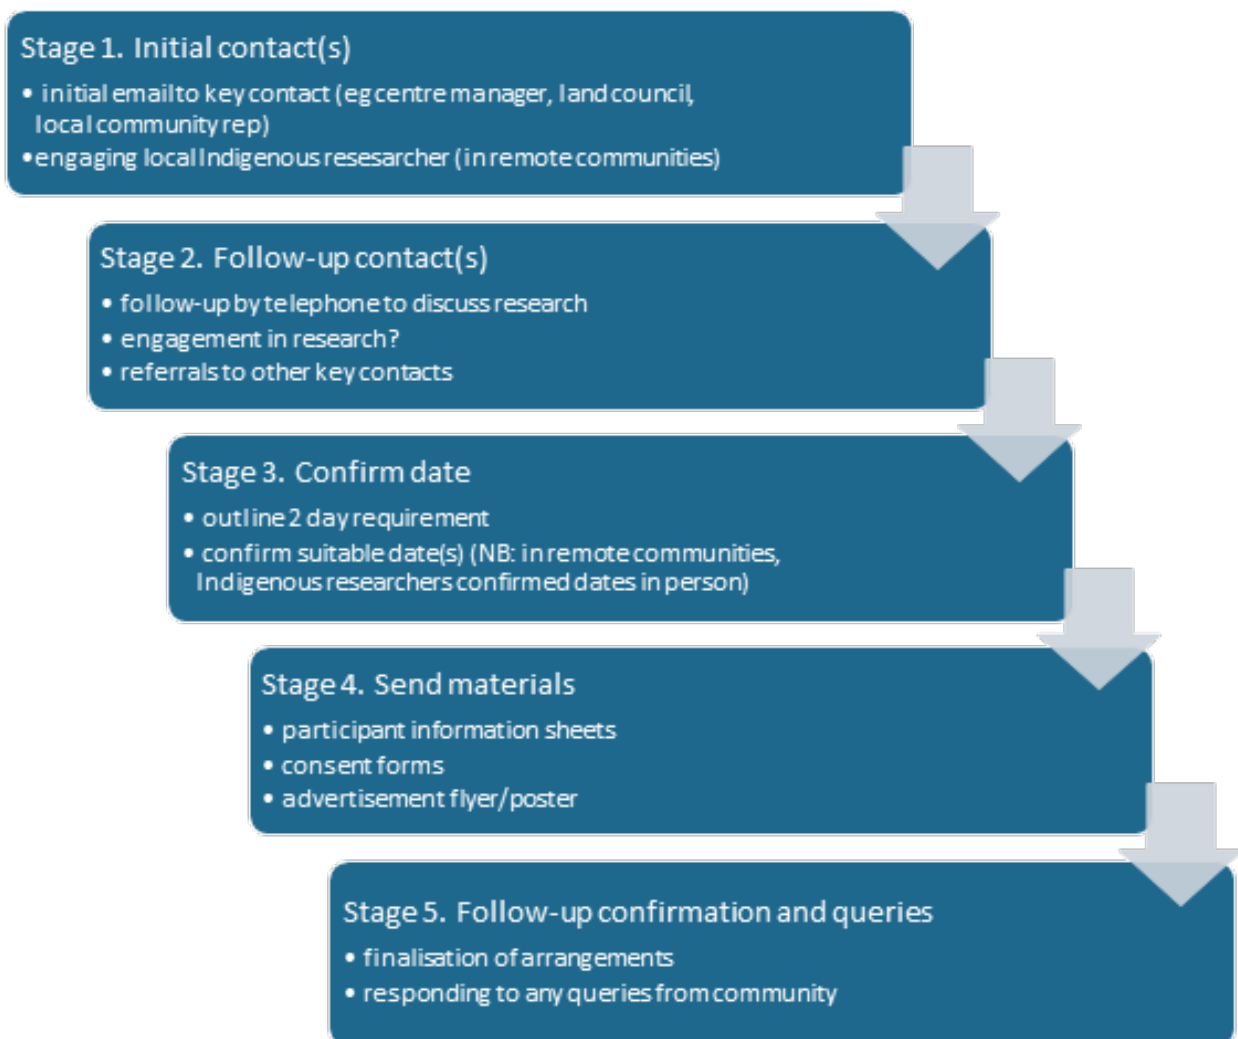 Stage 1. Initial contact(s)
• initial email to key contact (eg centre manager, land council,
local community rep)
• engaging local Indigenous resesarcher (in remote communities)
Stage 2. Follow-up contact(s)
• follow-up by telephone to discuss research
• engagement in research?
• referrals to other key contacts
Stage 3. Confirm date
• outline 2 day requirement
• confirm suitable date(s) (NB: in remote communities,
Indigenous researchers confirmed dates in person)
Stage 4. Send materials
• participant information sheets
• consent forms
• advertisement flyer/poster
Stage 5. Follow-up confirmation and queries
• finalisation of arrangements
• responding to any queries from community